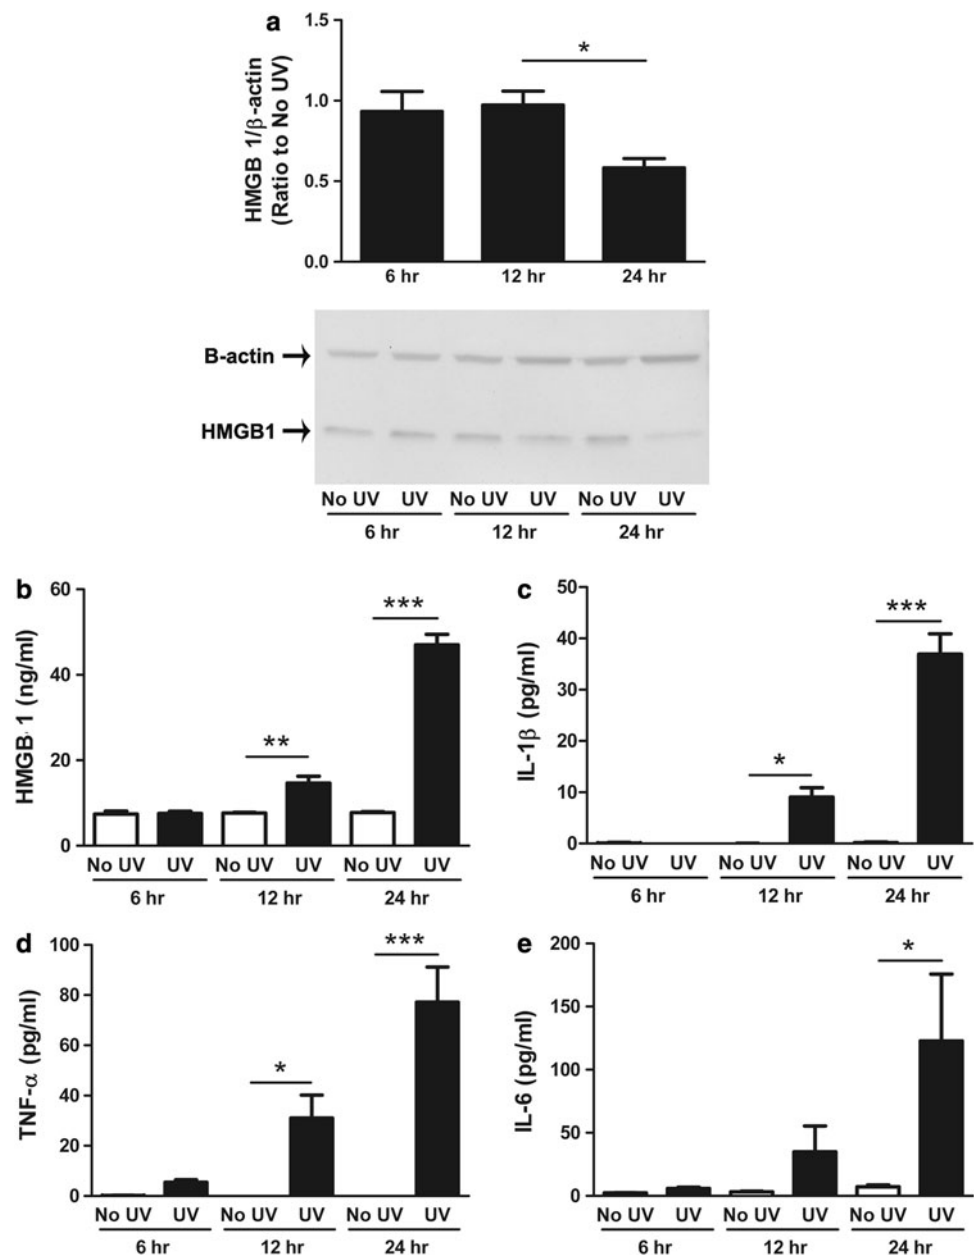 a
*
HMGB 1/β-actin
(Ratio to No UV)
1.5
1.0
0.5
0.0
6 hr 12 hr 24 hr
B-actin
HMGB1
No UV UV No UV UV No UV UV
6 hr 12 hr 24 hr
b
HMGB 1 (ng/ml)
60
40
20
0
** ***
No UV UV No UV UV No UV UV
6 hr 12 hr 24 hr
c
IL-1β (pg/ml)
50
40
30
20
10
0
* ***
No UV UV No UV UV No UV UV
6 hr 12 hr 24 hr
d
TNF-α (pg/ml)
100
80
60
40
20
0
* ***
No UV UV No UV UV No UV UV
6 hr 12 hr 24 hr
e
IL-6 (pg/ml)
200
150
100
50
0
*
No UV UV No UV UV No UV UV
6 hr 12 hr 24 hr